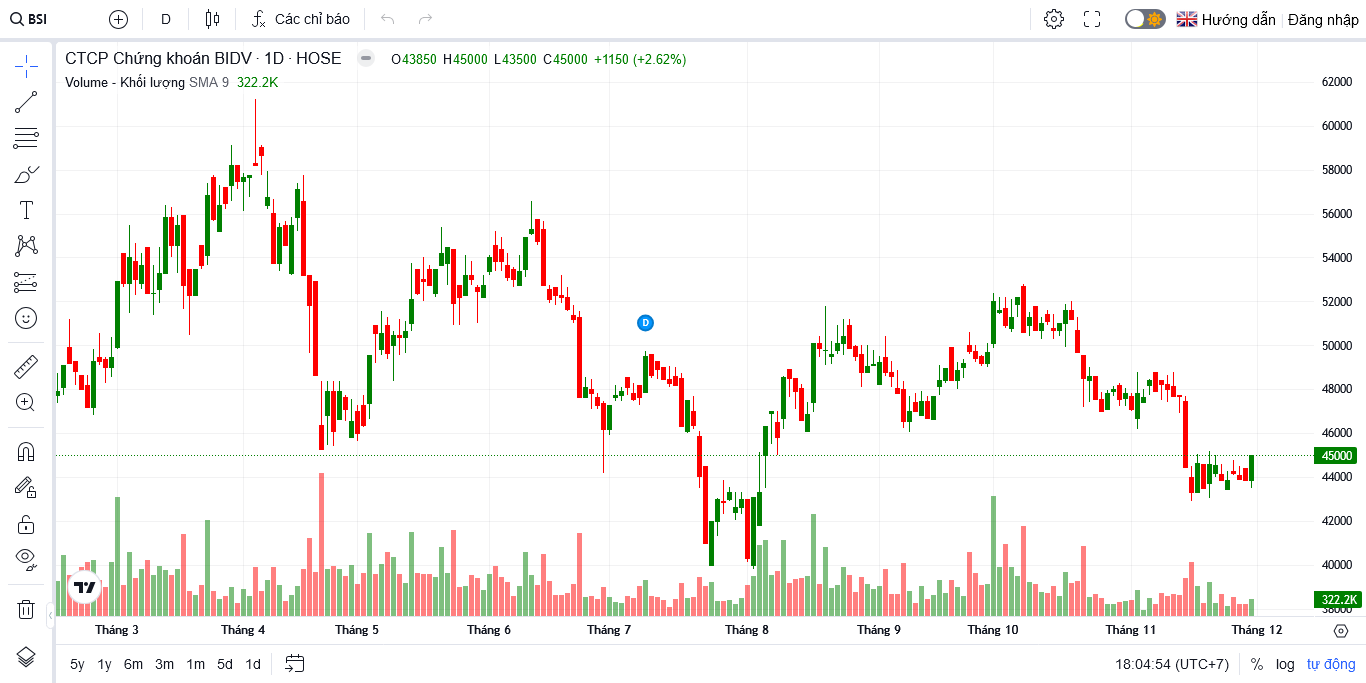 BSI D Các chỉ báo Hướng dẫn Đăng nhập
CTCP Chứng khoán BIDV · 1D · HOSE O43850 H45000 L43500 C45000 +1150 (+2.62%)
Volume - Khối lượng SMA 9 322.2K
62000
60000
58000
56000
54000
52000
D
50000
48000
46000
45000
44000
42000
40000
322.2K
38000
Tháng 3 Tháng 4 Tháng 5 Tháng 6 Tháng 7 Tháng 8 Tháng 9 Tháng 10 Tháng 11 Tháng 12
5y 1y 6m 3m 1m 5d 1d 18:04:54 (UTC+7) % log tự động